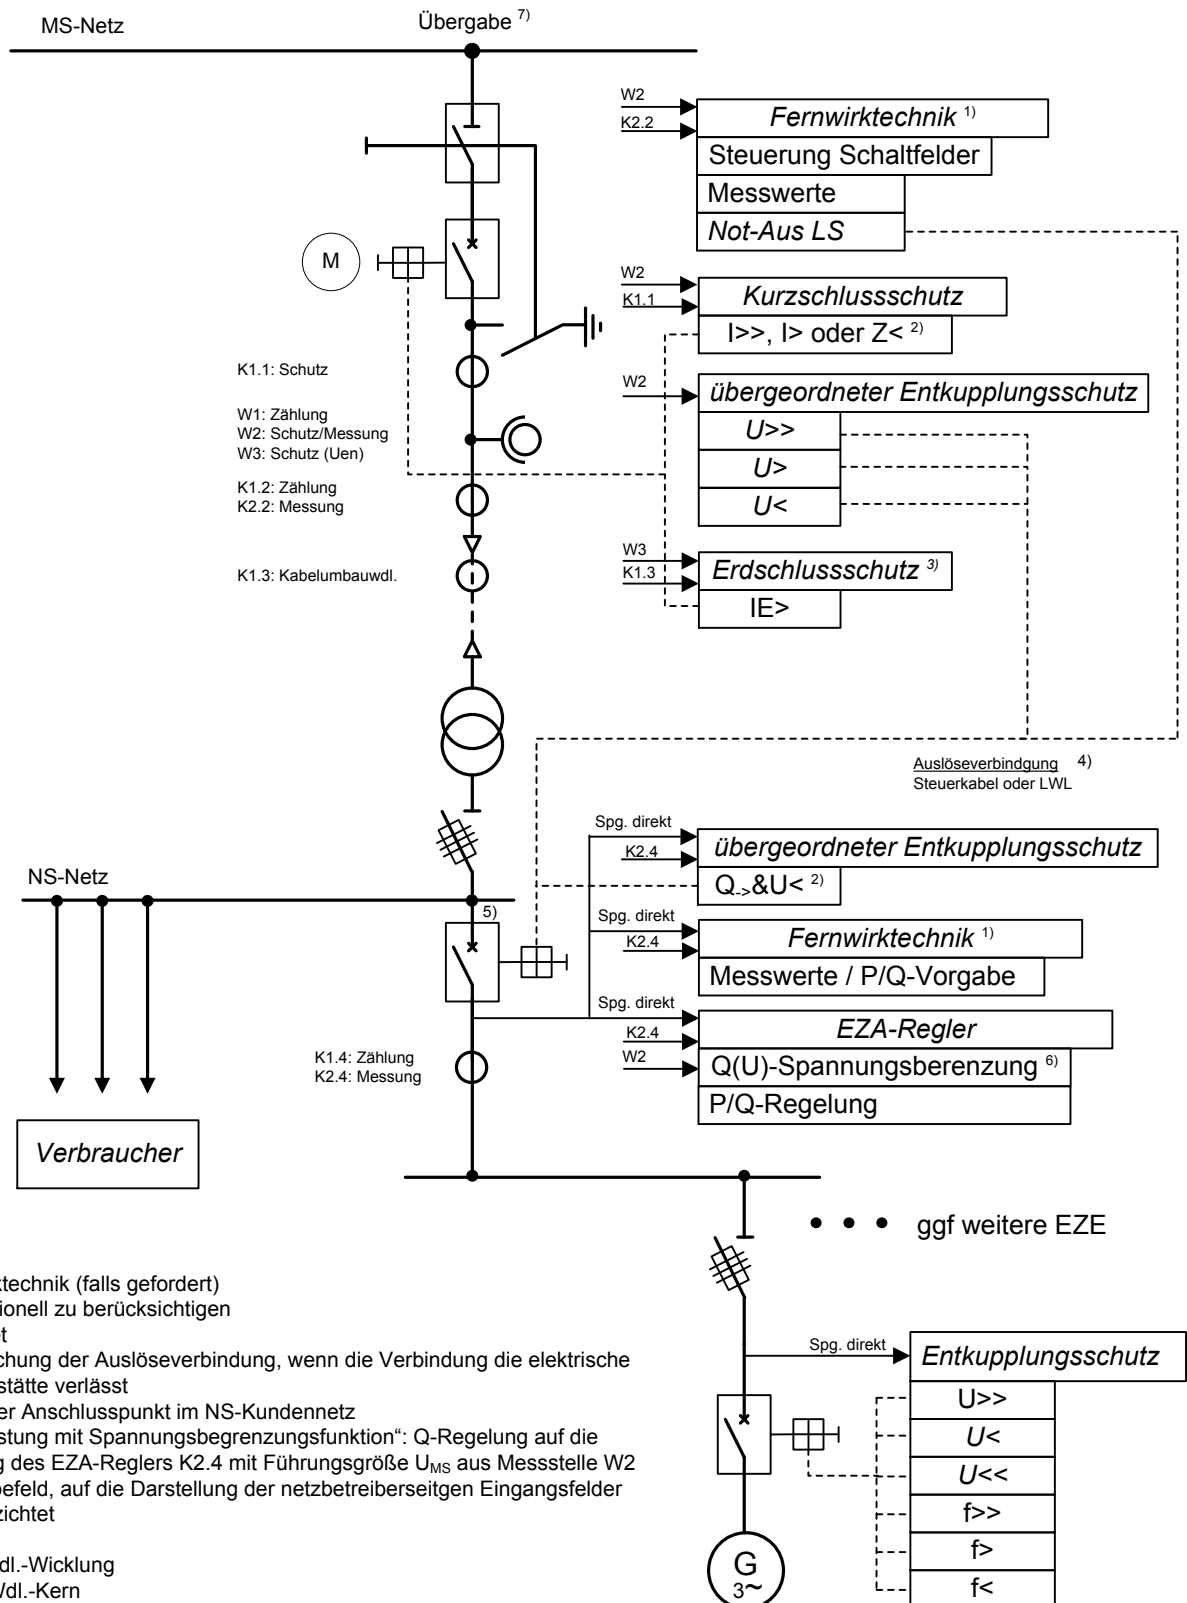 MS-Netz
Übergabe 7)
W2
K2.2
Fernwirktechnik 1)
Steuerung Schaltfelder
Messwerte
Not-Aus LS
M
W2
K1.1
Kurzschlussschutz
I>>, I> oder Z< 2)
K1.1: Schutz
W1: Zählung
W2: Schutz/Messung
W3: Schutz (Uen)
K1.2: Zählung
K2.2: Messung
K1.3: Kabelumbauwdl.
W2
übergeordneter Entkupplungsschutz
U>>
U>
U<
W3
K1.3
Erdschlussschutz 3)
IE>
Auslöseverbindgung 4)
Steuerkabel oder LWL
Spg. direkt
K2.4
übergeordneter Entkupplungsschutz
Q->&U< 2)
NS-Netz
5)
Spg. direkt
K2.4
Fernwirktechnik 1)
Messwerte / P/Q-Vorgabe
Spg. direkt
K2.4
W2
EZA-Regler
Q(U)-Spannungsberenzung 6)
P/Q-Regelung
K1.4: Zählung
K2.4: Messung
Verbraucher
ggf weitere EZE
Spg. direkt
Entkupplungsschutz
U>>
U<
U<<
f>>
f>
f<
G
3~
ktechnik (falls gefordert)
ionell zu berücksichtigen
et
chung der Auslöseverbindung, wenn die Verbindung die elektrische
stätte verlässt
er Anschlusspunkt im NS-Kundennetz
stung mit Spannungsbegrenzungsfunktion“: Q-Regelung auf die
g des EZA-Reglers K2.4 mit Führungsgröße UMS aus Messstelle W2
efeld, auf die Darstellung der netzbetreiberseitgen Eingangsfelder
zichtet
dl.-Wicklung
Wdl.-Kern